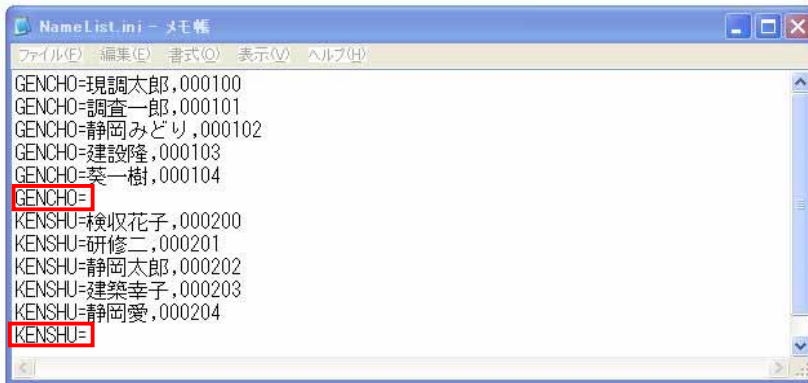 NameList.ini - メモ帳
ファイル(F) 編集(E) 書式(O) 表示(V) ヘルプ(H)
GENCHO=現調太郎,000100
GENCHO=調査一郎,000101
GENCHO=静岡みどり,000102
GENCHO=建設隆,000103
GENCHO=葵一樹,000104
GENCHO=
KENSHU=検収花子,000200
KENSHU=研修二,000201
KENSHU=静岡太郎,000202
KENSHU=建築幸子,000203
KENSHU=静岡愛,000204
KENSHU=